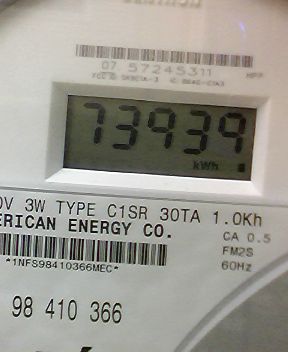 07 57245311
73939
kWh
0V 3W TYPE C1SR 30TA 1.0Kh
ERICAN ENERGY CO.
CA 0.5
*1NFS98410366MEC*
FM2S
60Hz
98 410 366